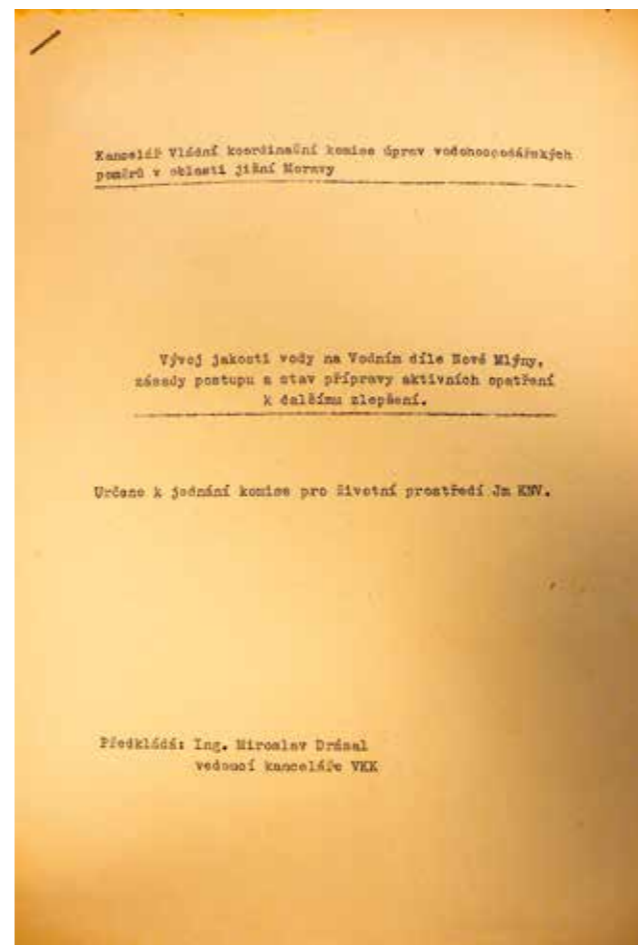 Kancelář Vládní koordinační komise úprav vodohospodářských
poměrů v oblasti jižní Moravy
Vývoj jakosti vody na Vodním díle Nové Mlýny,
zásady postupu a stav přípravy aktivních opatření
k dalšímu zlepšení.
Určeno k jednání komise pro životní prostředí Jm KNV.
Předkládá: Ing. Miroslav Drásal
vedoucí kanceláře VKK